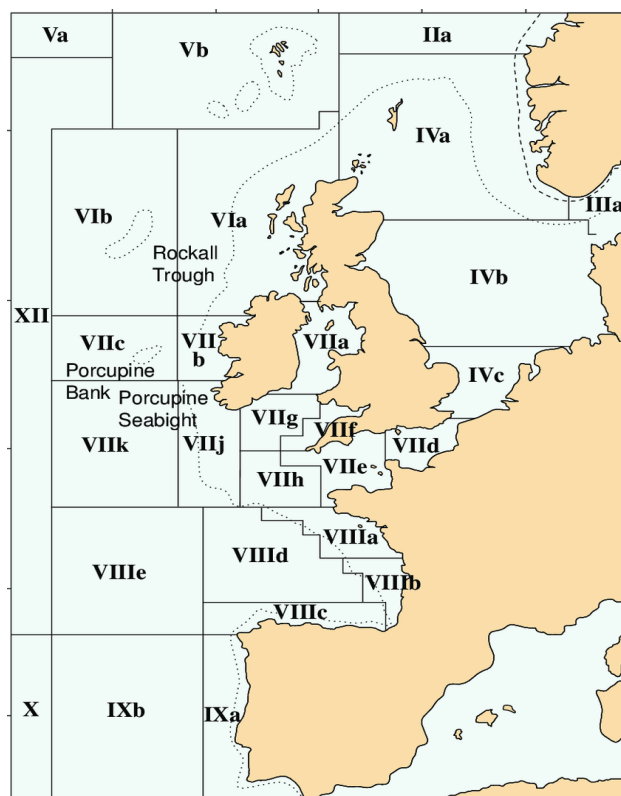 Va
Vb
IIa
IVa
IIIa
VIb
VIa
Rockall
Trough
IVb
XII
VIIc
VII
b
VIIa
IVc
Porcupine
Bank
Porcupine
Seabight
VIIg
VIIf
VIId
VIIk
VIIj
VIIe
VIIh
VIIIa
VIIId
VIIIe
VIIIb
VIIIc
X
IXb
IXa